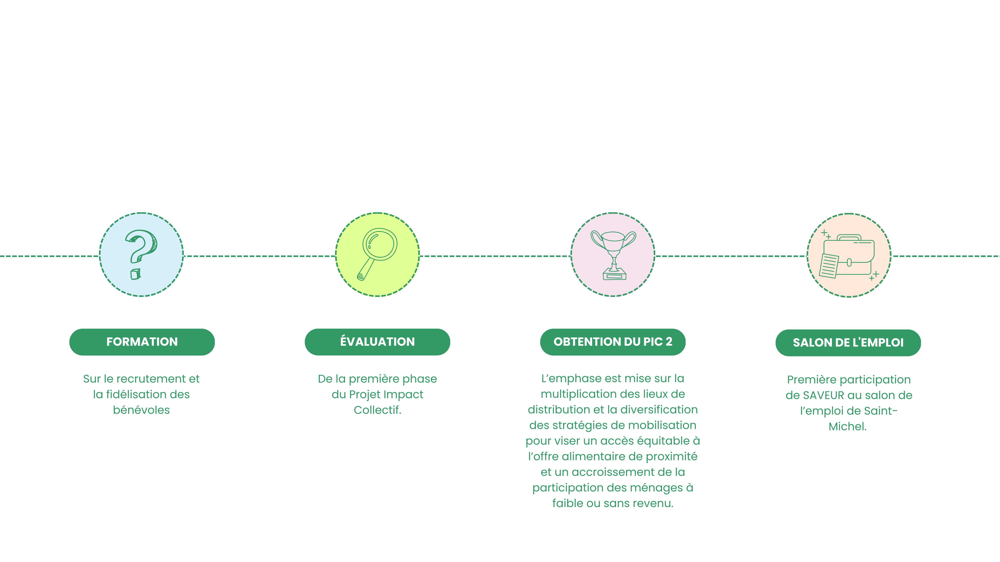 FORMATION
Sur le recrutement et
la fidélisation des
bénévoles
ÉVALUATION
De la première phase
du Projet Impact
Collectif.
OBTENTION DU PIC 2
L’emphase est mise sur la
multiplication des lieux de
distribution et la diversification
des stratégies de mobilisation
pour viser un accès équitable à
l’offre alimentaire de proximité
et un accroissement de la
participation des ménages à
faible ou sans revenu.
SALON DE L'EMPLOI
Première participation
de SAVEUR au salon de
l’emploi de Saint-
Michel.